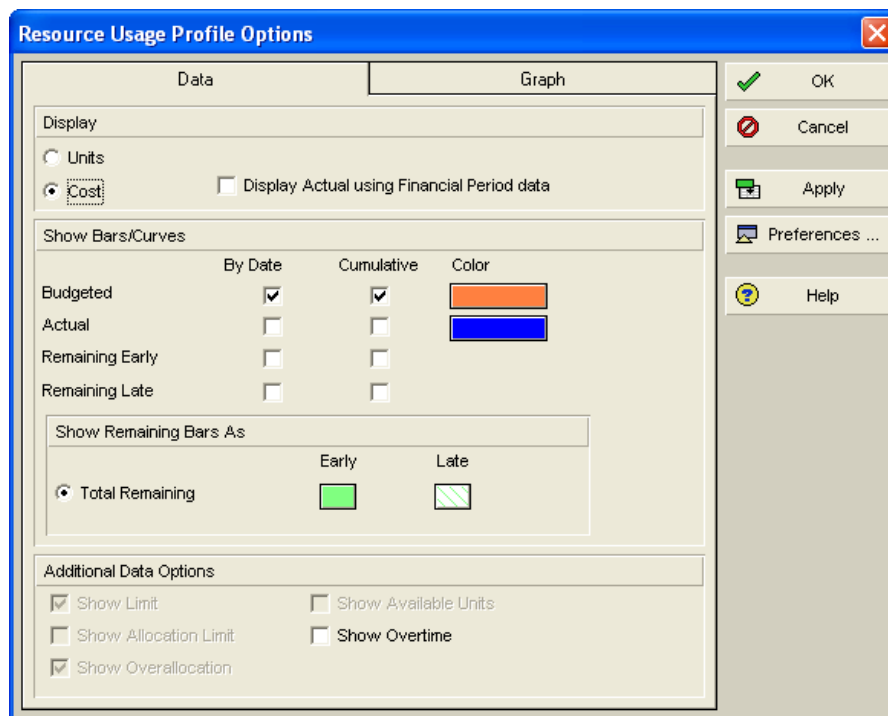 Resource Usage Profile Options
Data Graph
Display
Units
Cost Display Actual using Financial Period data
Show Bars/Curves
By Date Cumulative Color
Budgeted
Actual
Remaining Early
Remaining Late
Show Remaining Bars As
Early Late
Total Remaining
Additional Data Options
Show Limit Show Available Units
Show Allocation Limit Show Overtime
Show Overallocation
OK
Cancel
Apply
Preferences ...
Help